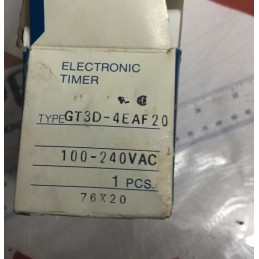 ELECTRONIC
TIMER
TYPE GT3D-4EAF20
100-240VAC
1 PCS.
76X20